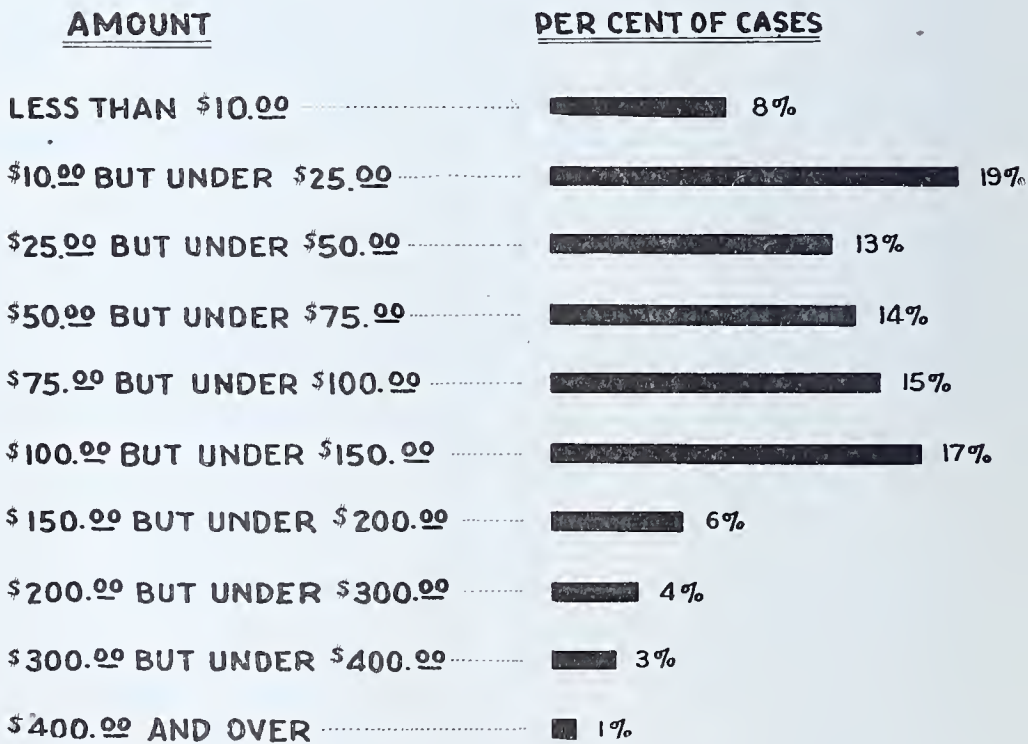 AMOUNT PER CENT OF CASES
LESS THAN $10.00 8%
$10.00 BUT UNDER $25.00 19%
$25.00 BUT UNDER $50.00 13%
$50.00 BUT UNDER $75.00 14%
$75.00 BUT UNDER $100.00 15%
$100.00 BUT UNDER $150.00 17%
$150.00 BUT UNDER $200.00 6%
$200.00 BUT UNDER $300.00 4%
$300.00 BUT UNDER $400.00 3%
$400.00 AND OVER 1%